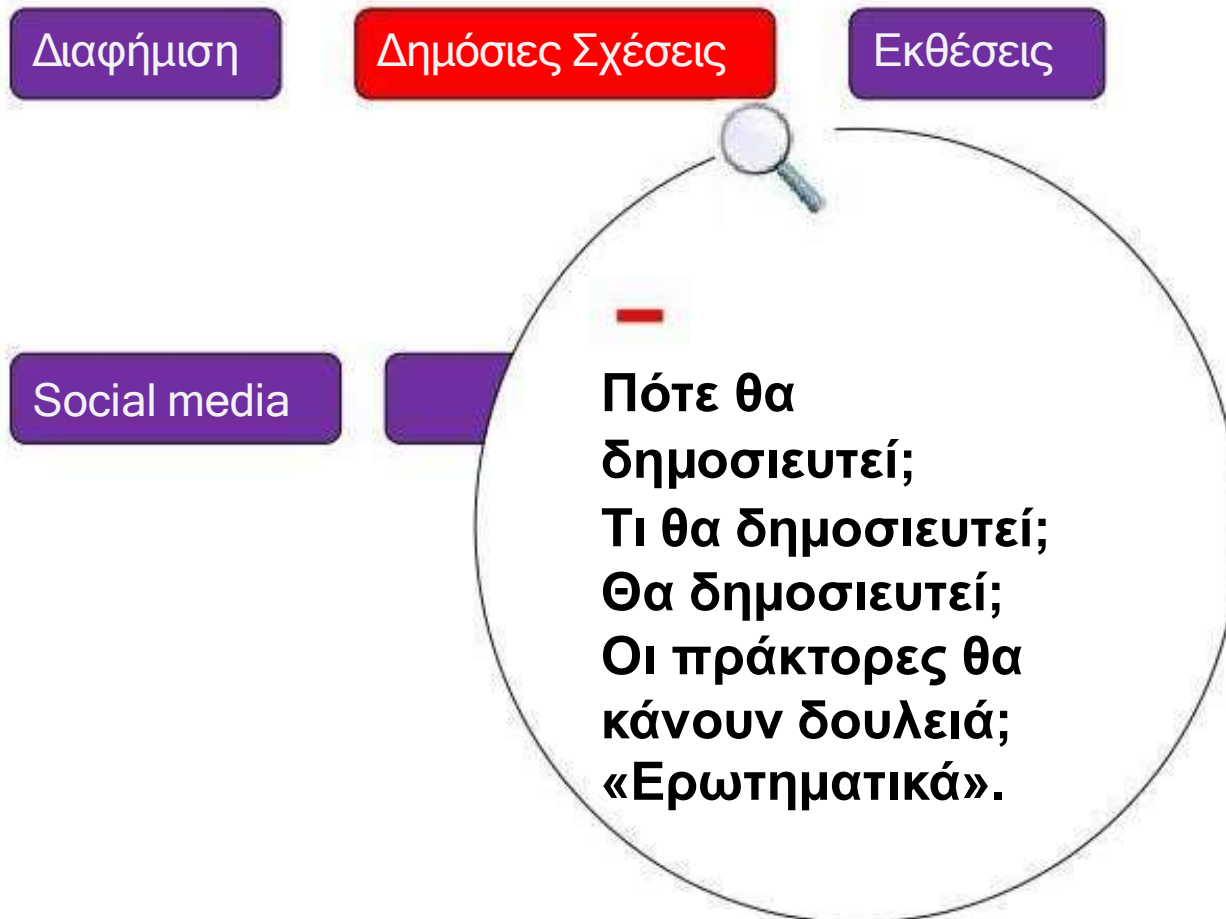 Διαφήμιση
Δημόσιες Σχέσεις
Εκθέσεις
Social media
Πότε θα
δημοσιευτεί;
Τι θα δημοσιευτεί;
Θα δημοσιευτεί;
Οι πράκτορες θα
κάνουν δουλειά;
«Ερωτηματικά».